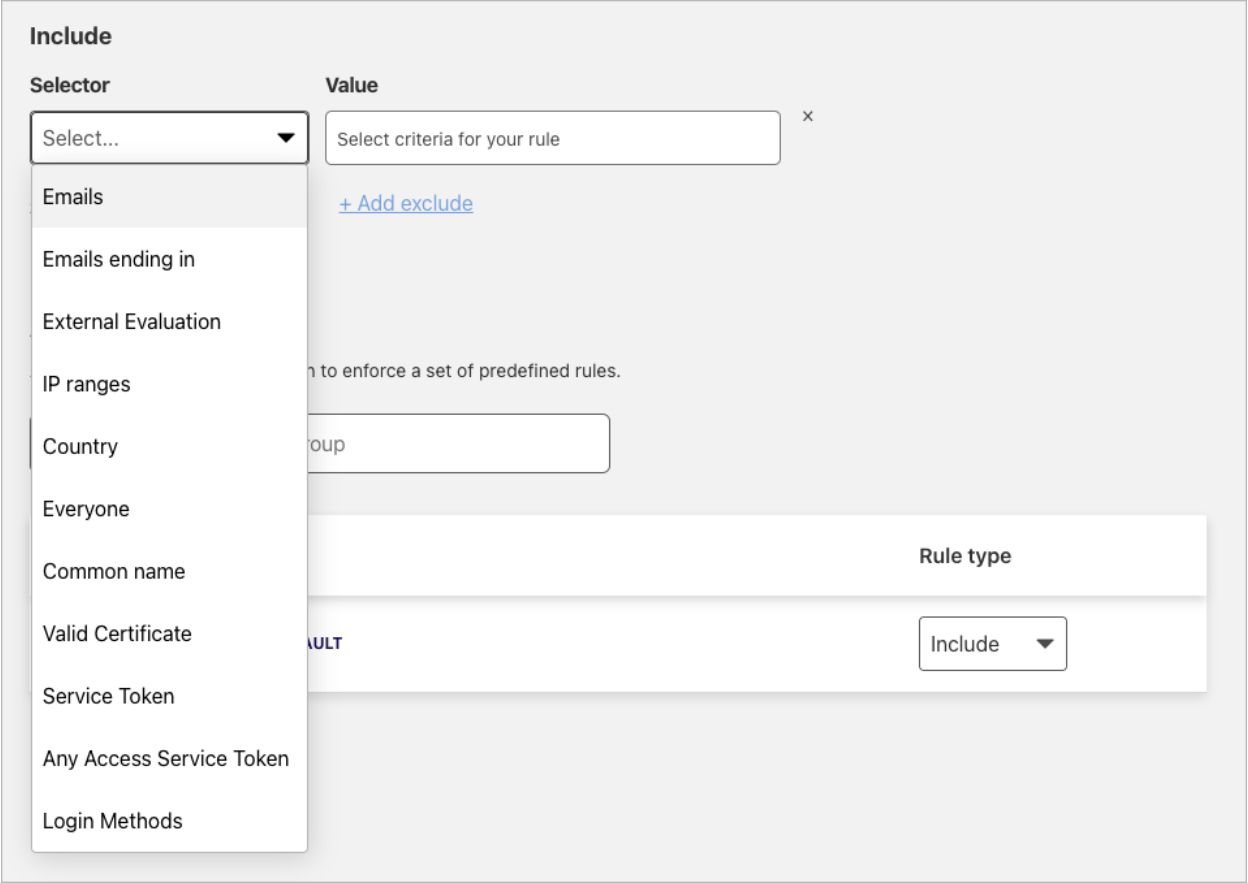 Include
Selector
Value
Select...
Select criteria for your rule
×
Emails
+ Add exclude
Emails ending in
External Evaluation
to enforce a set of predefined rules.
IP ranges
Country
Everyone
Common name
Rule type
Valid Certificate
Include
Service Token
Any Access Service Token
Login Methods